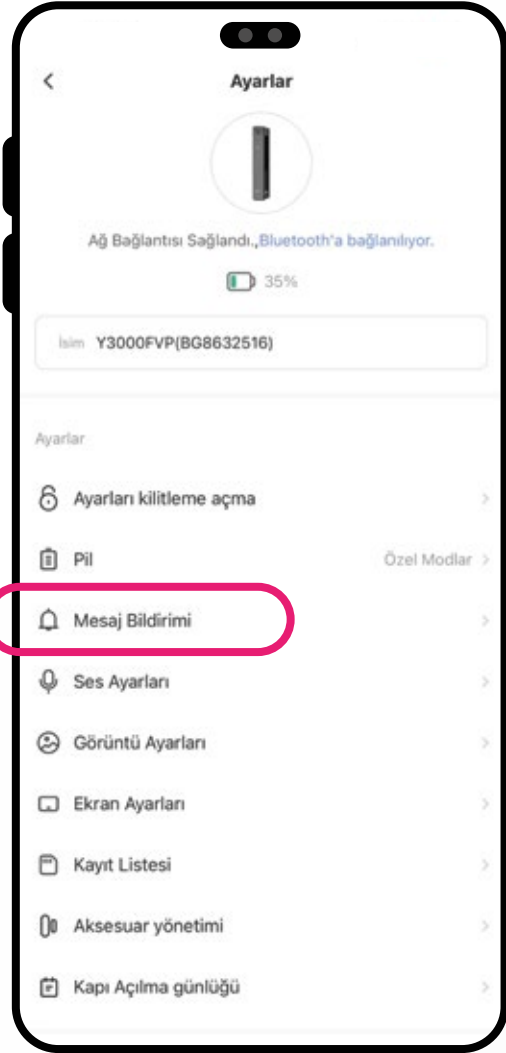 Ayarlar
Ağ Bağlantısı Sağlandı.,Bluetooth'a bağlanılıyor.
35%
İsim Y3000FVP(BG8632516)
Ayarlar
Ayarları kilitleme açma
Pil Özel Modlar
Mesaj Bildirimi
Ses Ayarları
Görüntü Ayarları
Ekran Ayarları
Kayıt Listesi
Aksesuar yönetimi
Kapı Açılma günlüğü